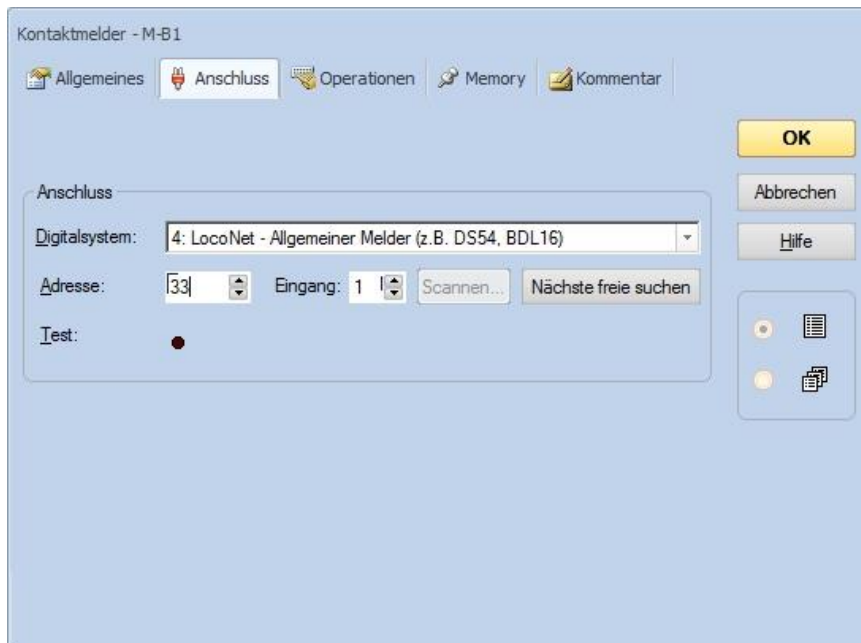 Kontaktmelder - M-B1
Allgemeines Anschluss Operationen Memory Kommentar
OK
Abbrechen
Hilfe
Anschluss
Digitalsystem: 4: LocoNet - Allgemeiner Melder (z.B. DS54, BDL16)
Adresse: 33 Eingang: 1 Scannen... Nächste freie suchen
Test: